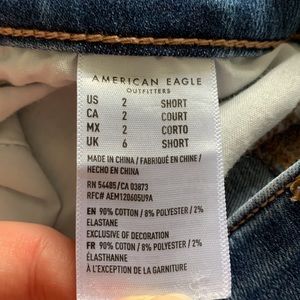 AMERICAN EAGLE
OUTFITTERS
US 2 SHORT
CA 2 COURT
MX 2 CORTO
UK 6 SHORT
MADE IN CHINA / FABRIQUÉ EN CHINE /
HECHO EN CHINA
RN 54485/CA 03873
RFC# AEM120605U9A
EN 90% COTTON / 8% POLYESTER / 2%
ELASTANE
EXCLUSIVE OF DECORATION
FR 90% COTON / 8% POLYESTER / 2%
ÉLASTHANNE
À L'EXCEPTION DE LA GARNITURE